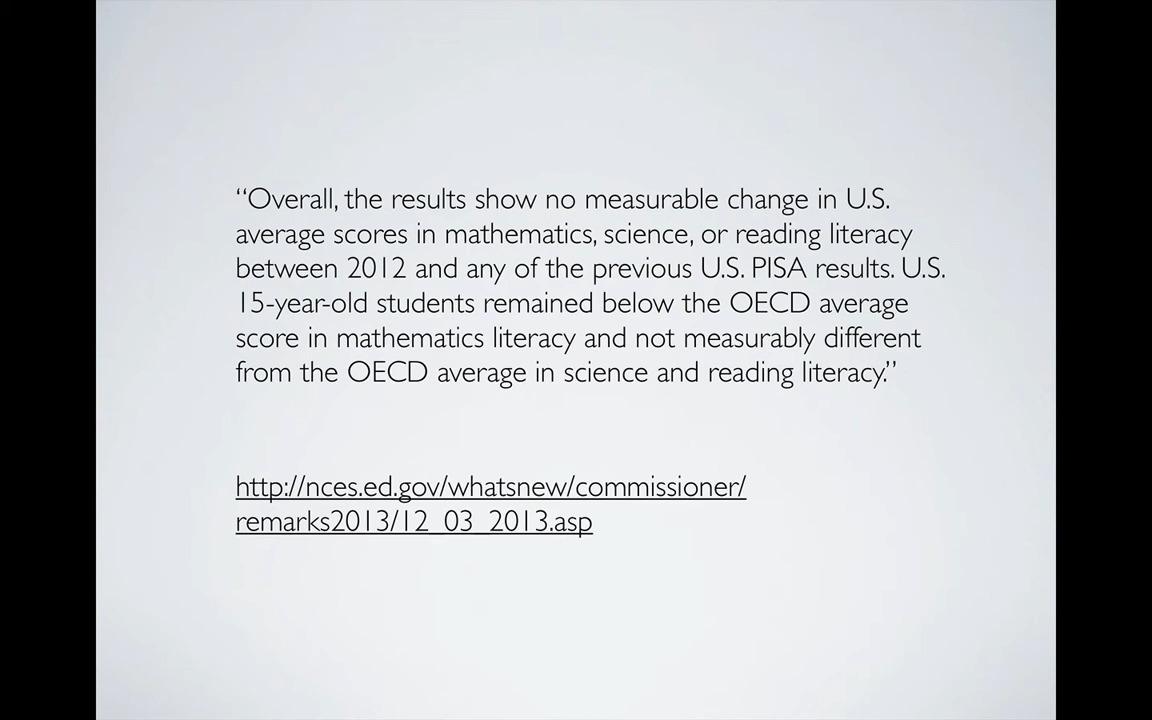 “Overall, the results show no measurable change in U.S.
average scores in mathematics, science, or reading literacy
between 2012 and any of the previous U.S. PISA results. U.S.
15-year-old students remained below the OECD average
score in mathematics literacy and not measurably different
from the OECD average in science and reading literacy.”
http://nces.ed.gov/whatsnew/commissioner/
remarks2013/12_03_2013.asp